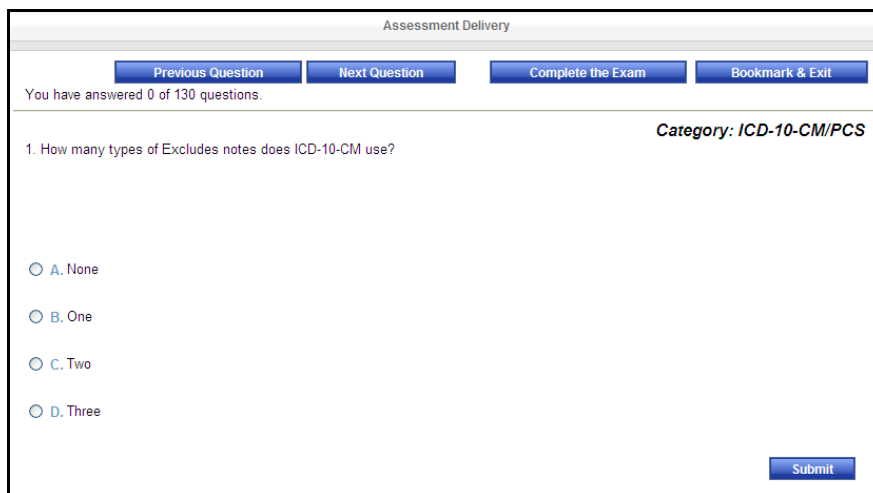 Assessment Delivery
Previous Question Next Question Complete the Exam Bookmark & Exit
You have answered 0 of 130 questions.
Category: ICD-10-CM/PCS
1. How many types of Excludes notes does ICD-10-CM use?
A. None
B. One
C. Two
D. Three
Submit